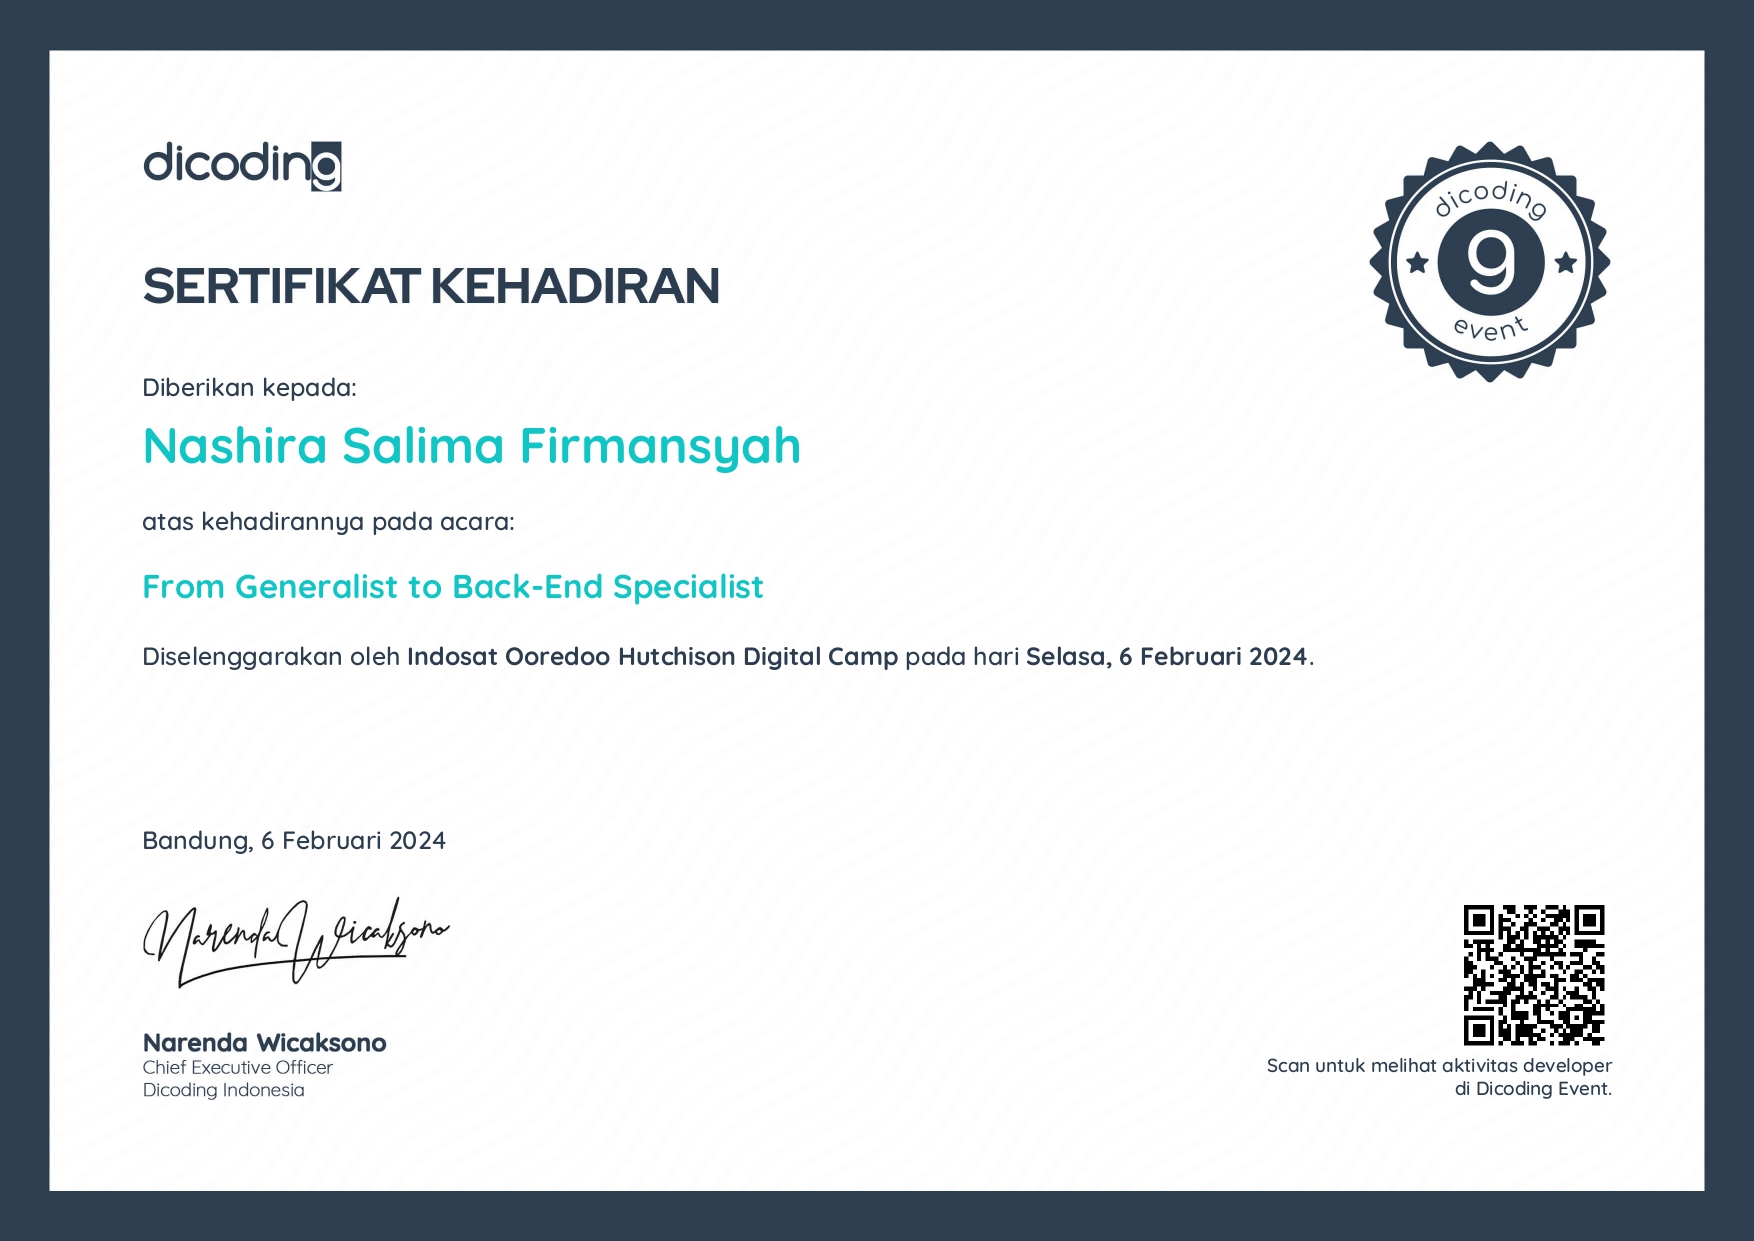 dicoding
dicoding
g
event
SERTIFIKAT KEHADIRAN
Diberikan kepada:
Nashira Salima Firmansyah
atas kehadirannya pada acara:
From Generalist to Back-End Specialist
Diselenggarakan oleh Indosat Ooredoo Hutchison Digital Camp pada hari Selasa, 6 Februari 2024.
Bandung, 6 Februari 2024
Narenda Wicaksono
Narenda Wicaksono
Chief Executive Officer
Dicoding Indonesia
Scan untuk melihat aktivitas developer
di Dicoding Event.